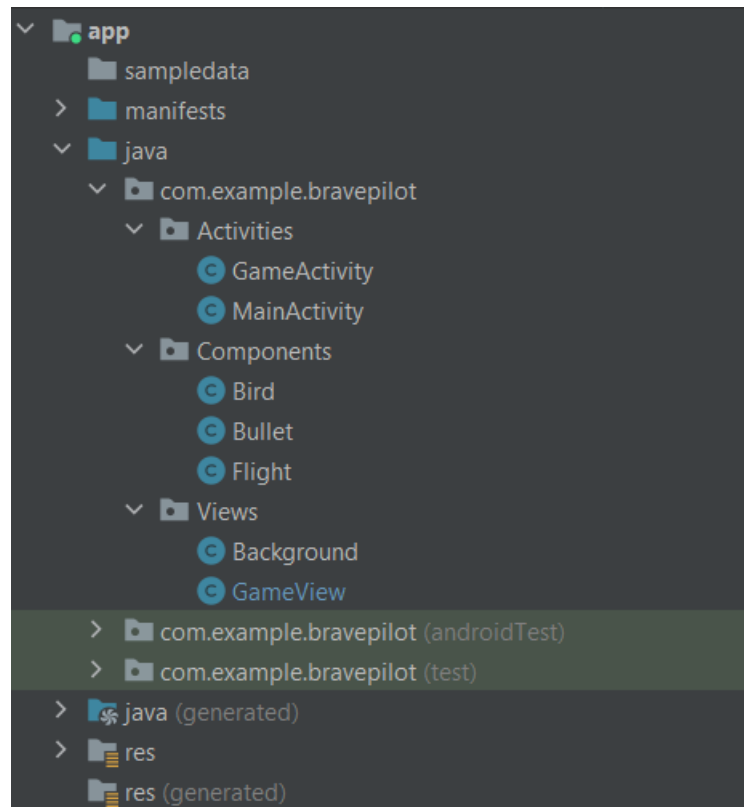 app
sampledata
manifests
java
com.example.bravepilot
Activities
GameActivity
MainActivity
Components
Bird
Bullet
Flight
Views
Background
GameView
com.example.bravepilot (androidTest)
com.example.bravepilot (test)
java (generated)
res
res (generated)